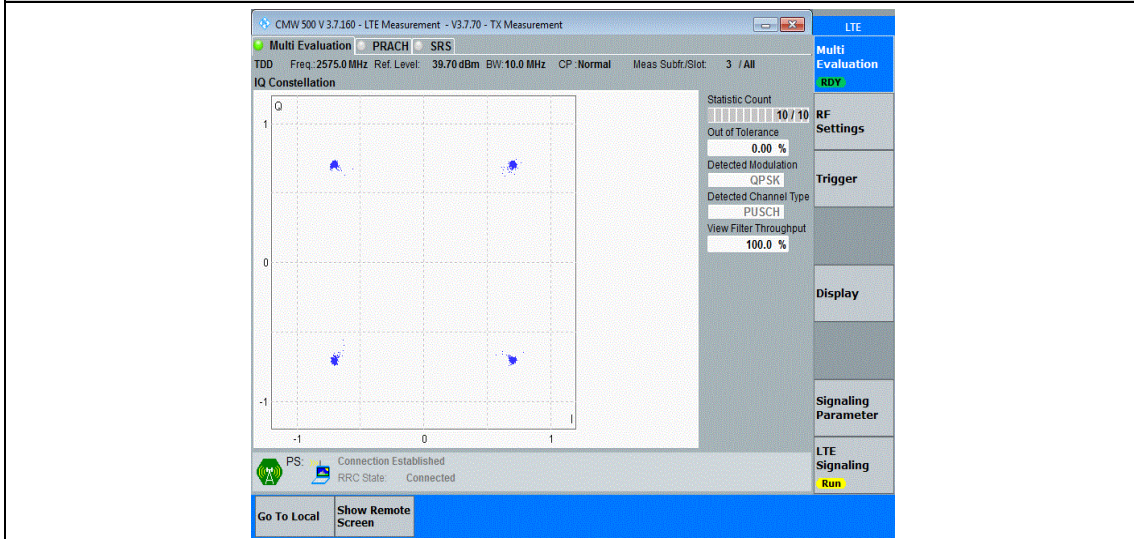 CMW 500 V 3.7.160 - LTE Measurement - V3.7.70 - TX Measurement
LTE
Multi Evaluation PRACH SRS
TDD Freq.:2575.0 MHz Ref. Level: 39.70 dBm BW:10.0 MHz CP :Normal Meas Subfr./Slot: 3 / All
IQ Constellation
Q
1
0
-1
I
-1 0 1
Statistic Count
10 / 10
Out of Tolerance
0.00 %
Detected Modulation
QPSK
Detected Channel Type
PUSCH
View Filter Throughput
100.0 %
Multi
Evaluation
RDY
RF
Settings
Trigger
Display
Signaling
Parameter
LTE
Signaling
Run
PS: Connection Established
RRC State: Connected
Go To Local
Show Remote
Screen